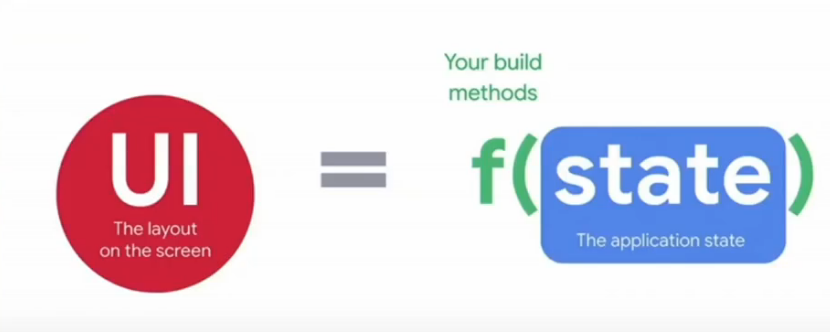 UI
The layout
on the screen
=
Your build
methods
f(state)
The application state